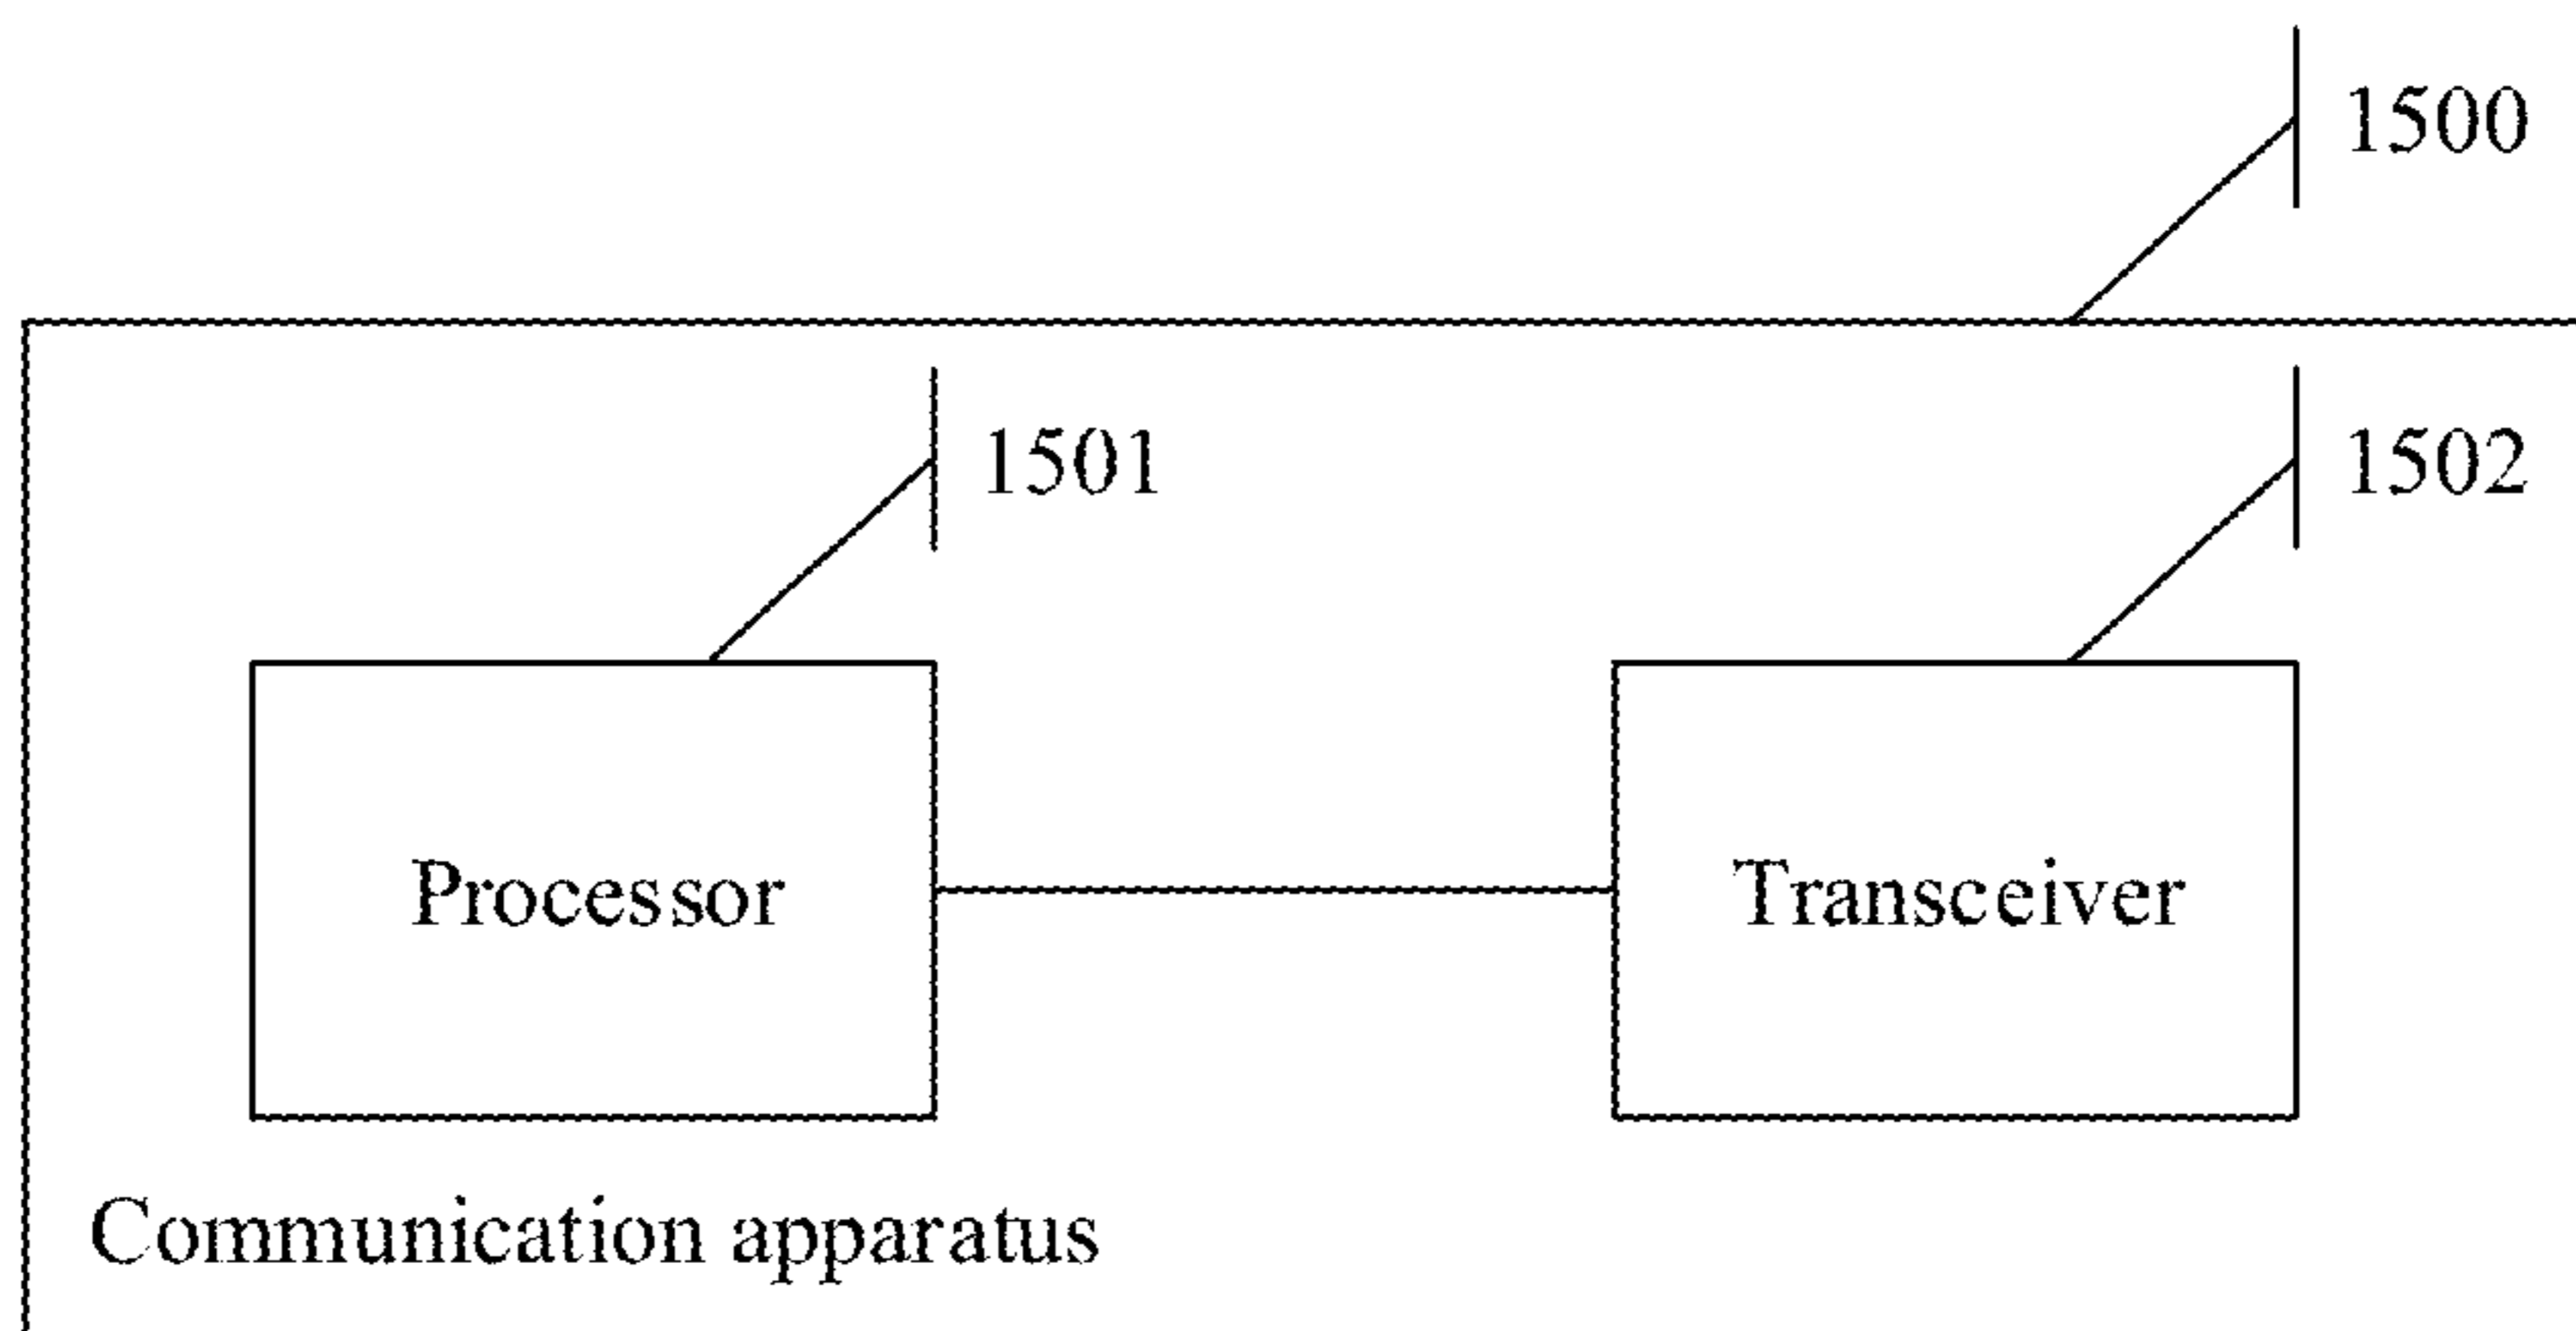 1500
1501
1502
Processor
Transceiver
Communication apparatus